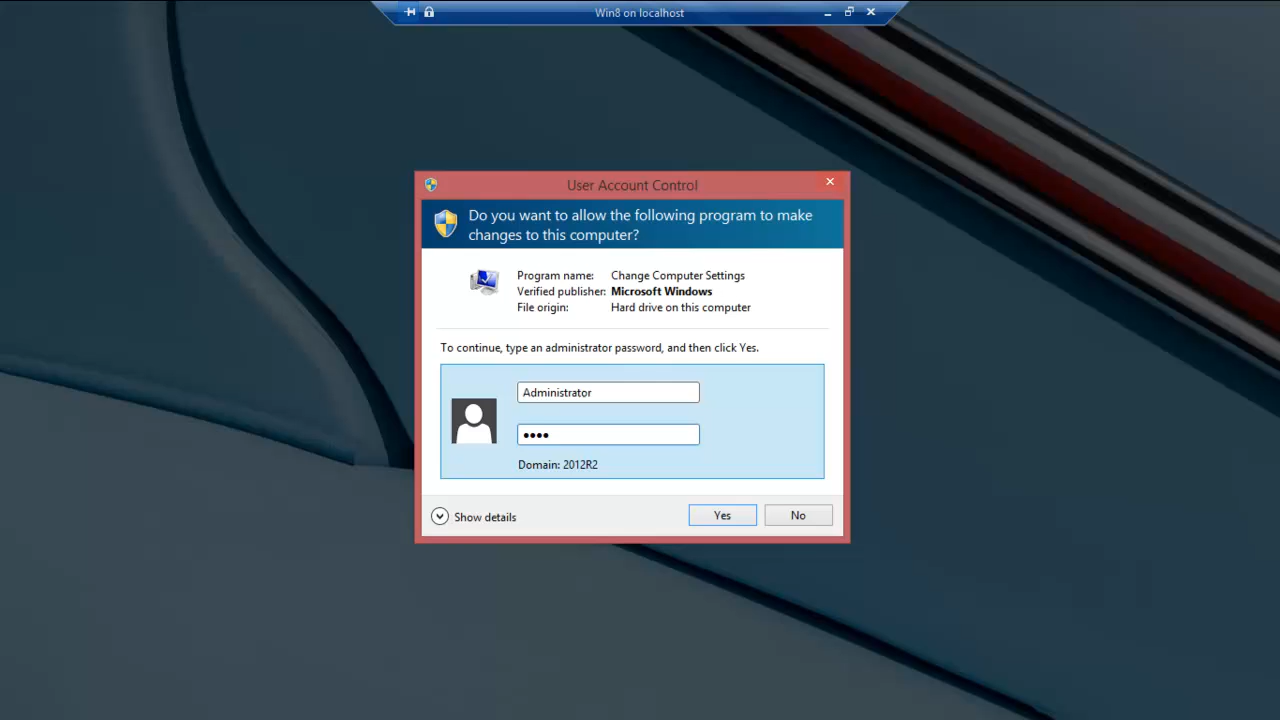 Win8 on localhost
User Account Control
Do you want to allow the following program to make
changes to this computer?
Program name: Change Computer Settings
Verified publisher: Microsoft Windows
File origin: Hard drive on this computer
To continue, type an administrator password, and then click Yes.
Administrator
••••
Domain: 2012R2
Show details
Yes
No